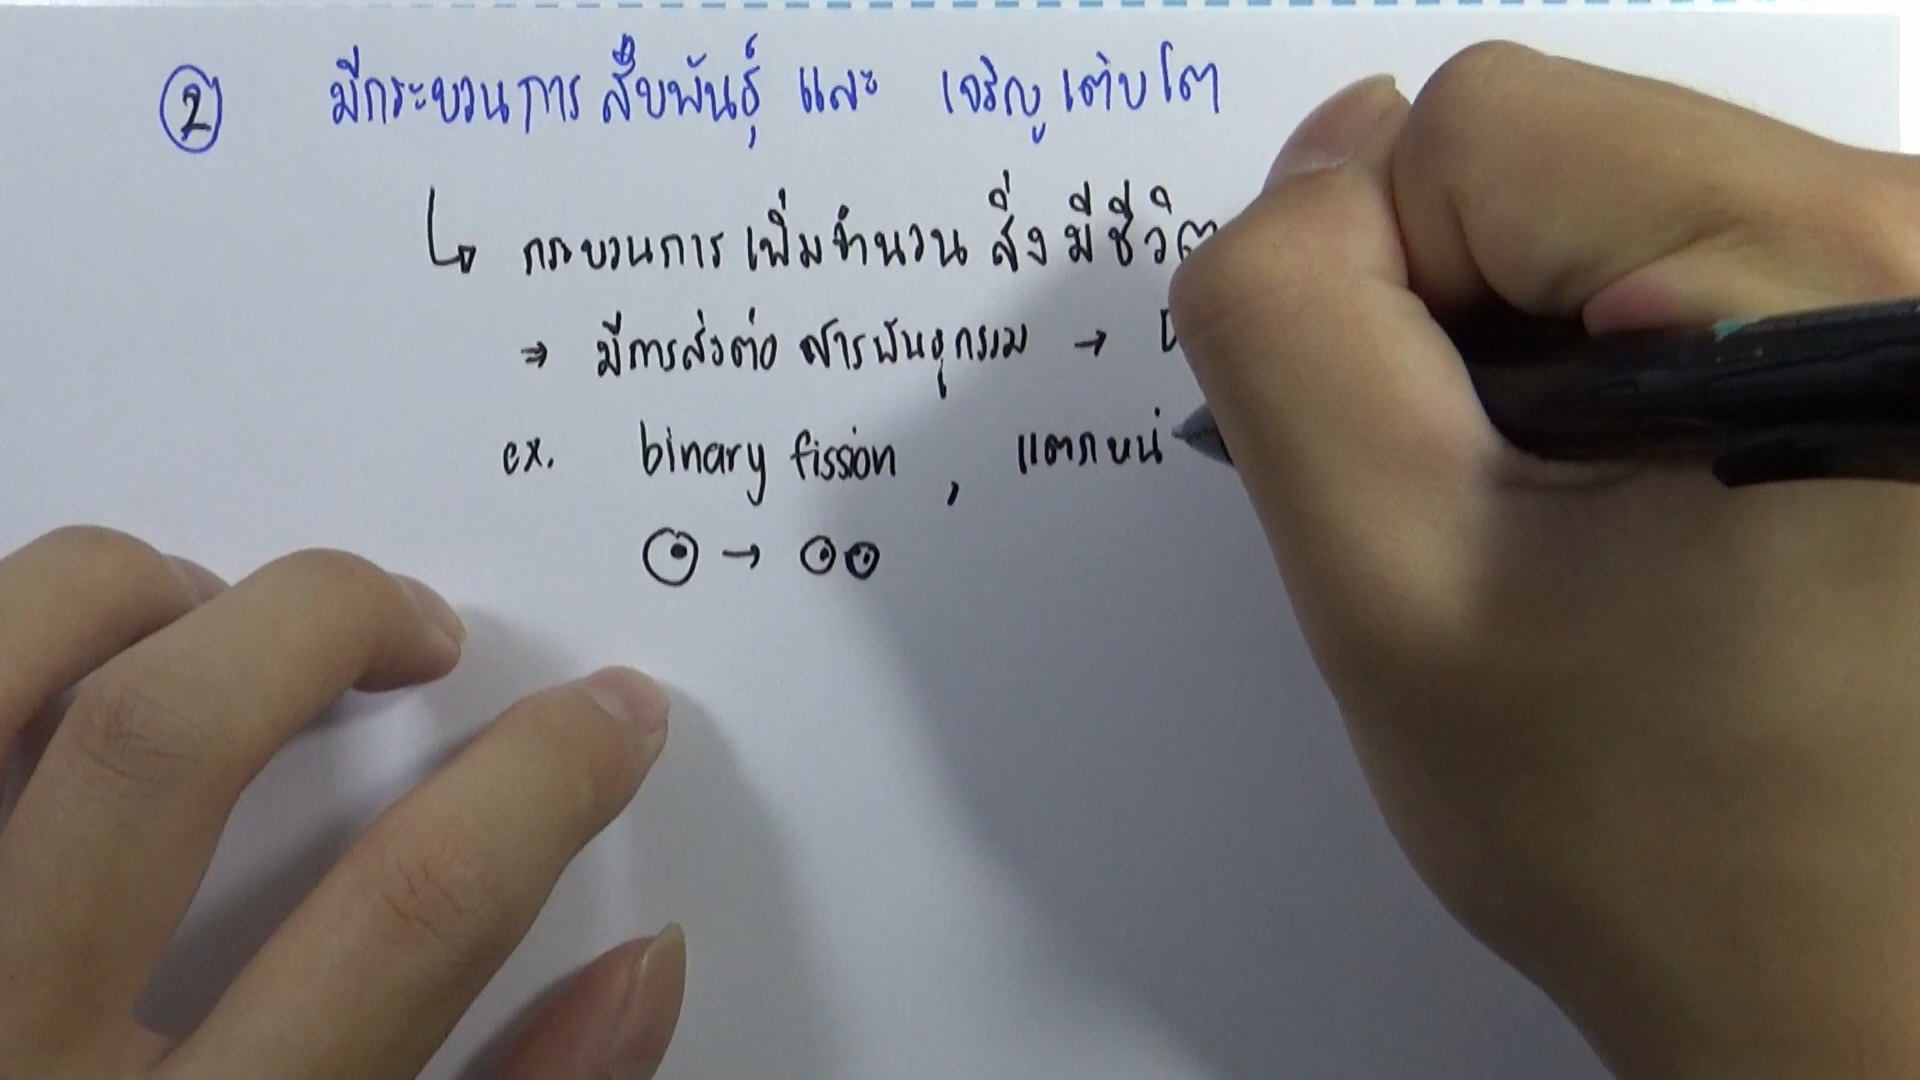 ② มีกระบวนการ สืบพันธุ์ และ เจริญเติบโต
↳ กระบวนการ เพิ่มจำนวน สิ่งมีชีวิต
⇒ มีการส่งต่อ สารพันธุกรรม →
ex. binary fission , แตกหน่
→